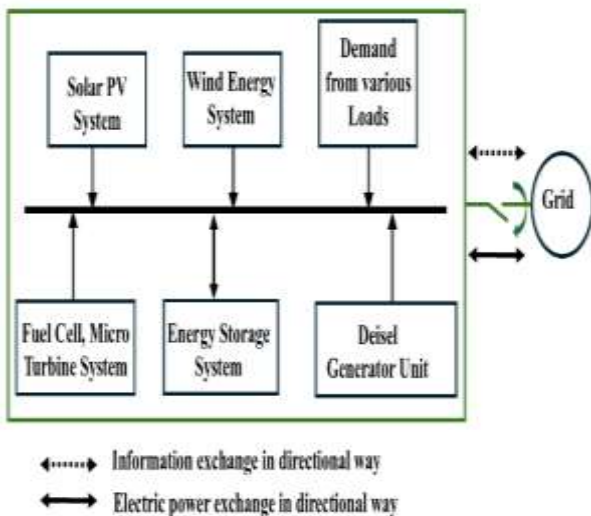 Solar PV
System
Wind Energy
System
Demand
from various
Loads
Grid
Fuel Cell, Micro
Turbine System
Energy Storage
System
Deisel
Generator Unit
Information exchange in directional way
Electric power exchange in directional way